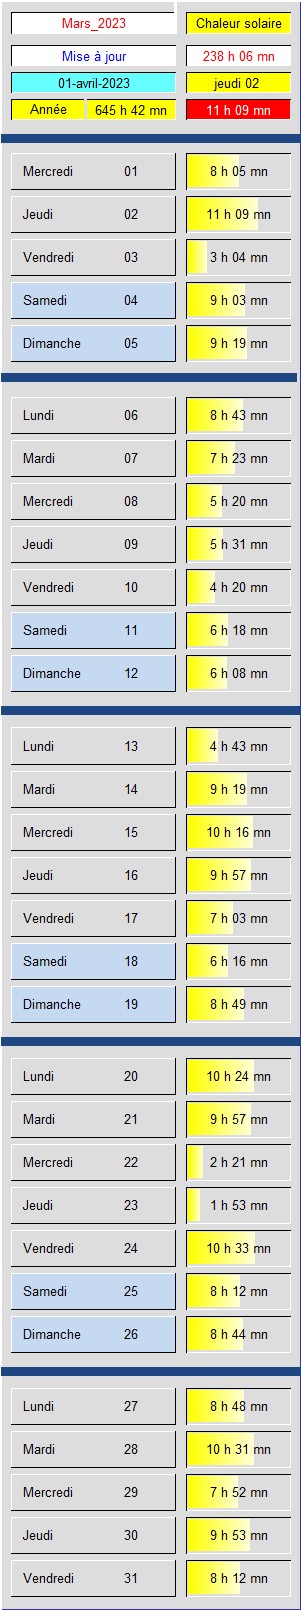 Mars_2023 Chaleur solaire
Mise à jour 238 h 06 mn
01-avril-2023 jeudi 02
Année 645 h 42 mn 11 h 09 mn
Mercredi 01 8 h 05 mn
Jeudi 02 11 h 09 mn
Vendredi 03 3 h 04 mn
Samedi 04 9 h 03 mn
Dimanche 05 9 h 19 mn
Lundi 06 8 h 43 mn
Mardi 07 7 h 23 mn
Mercredi 08 5 h 20 mn
Jeudi 09 5 h 31 mn
Vendredi 10 4 h 20 mn
Samedi 11 6 h 18 mn
Dimanche 12 6 h 08 mn
Lundi 13 4 h 43 mn
Mardi 14 9 h 19 mn
Mercredi 15 10 h 16 mn
Jeudi 16 9 h 57 mn
Vendredi 17 7 h 03 mn
Samedi 18 6 h 16 mn
Dimanche 19 8 h 49 mn
Lundi 20 10 h 24 mn
Mardi 21 9 h 57 mn
Mercredi 22 2 h 21 mn
Jeudi 23 1 h 53 mn
Vendredi 24 10 h 33 mn
Samedi 25 8 h 12 mn
Dimanche 26 8 h 44 mn
Lundi 27 8 h 48 mn
Mardi 28 10 h 31 mn
Mercredi 29 7 h 52 mn
Jeudi 30 9 h 53 mn
Vendredi 31 8 h 12 mn